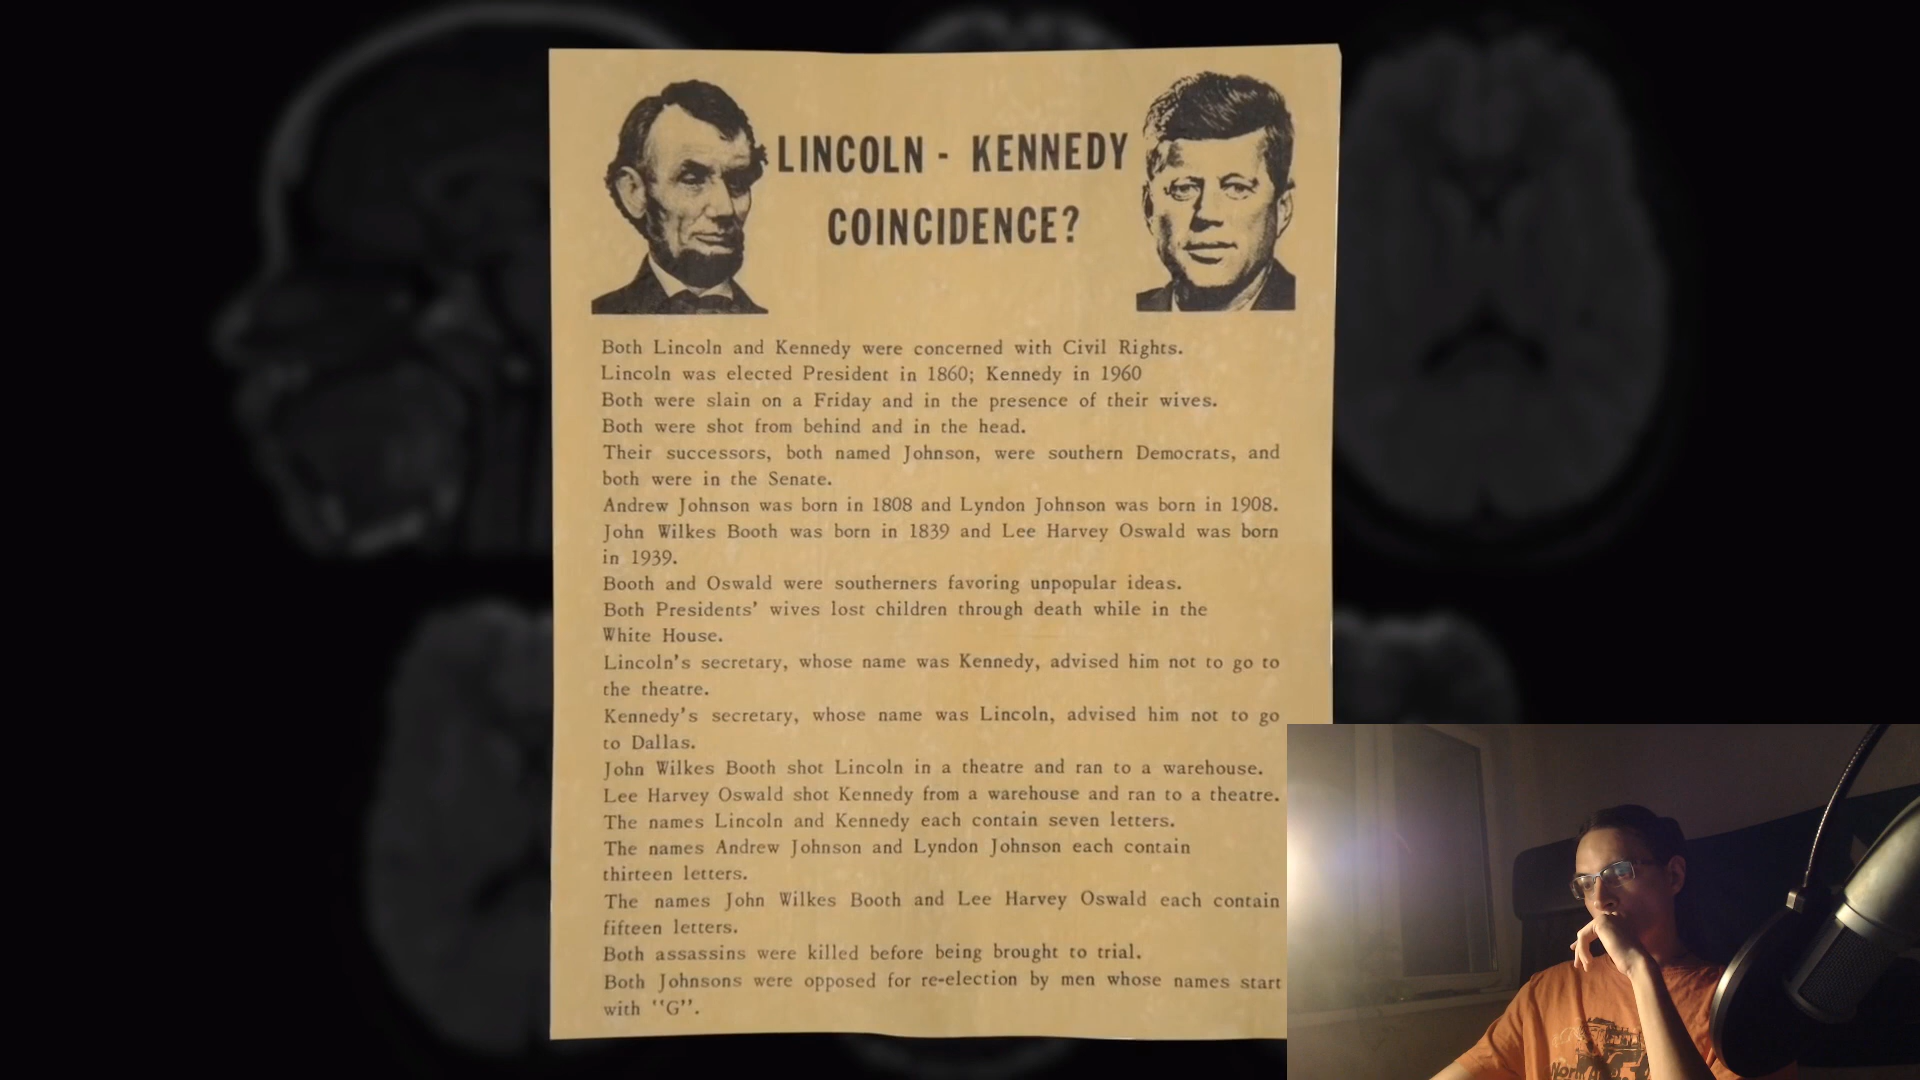 LINCOLN - KENNEDY
COINCIDENCE?
Both Lincoln and Kennedy were concerned with Civil Rights.
Lincoln was elected President in 1860; Kennedy in 1960
Both were slain on a Friday and in the presence of their wives.
Both were shot from behind and in the head.
Their successors, both named Johnson, were southern Democrats, and
both were in the Senate.
Andrew Johnson was born in 1808 and Lyndon Johnson was born in 1908.
John Wilkes Booth was born in 1839 and Lee Harvey Oswald was born
in 1939.
Booth and Oswald were southerners favoring unpopular ideas.
Both Presidents' wives lost children through death while in the
White House.
Lincoln's secretary, whose name was Kennedy, advised him not to go to
the theatre.
Kennedy's secretary, whose name was Lincoln, advised him not to go
to Dallas.
John Wilkes Booth shot Lincoln in a theatre and ran to a warehouse.
Lee Harvey Oswald shot Kennedy from a warehouse and ran to a theatre.
The names Lincoln and Kennedy each contain seven letters.
The names Andrew Johnson and Lyndon Johnson each contain
thirteen letters.
The names John Wilkes Booth and Lee Harvey Oswald each contain
fifteen letters.
Both assassins were killed before being brought to trial.
Both Johnsons were opposed for re-election by men whose names start
with "G".